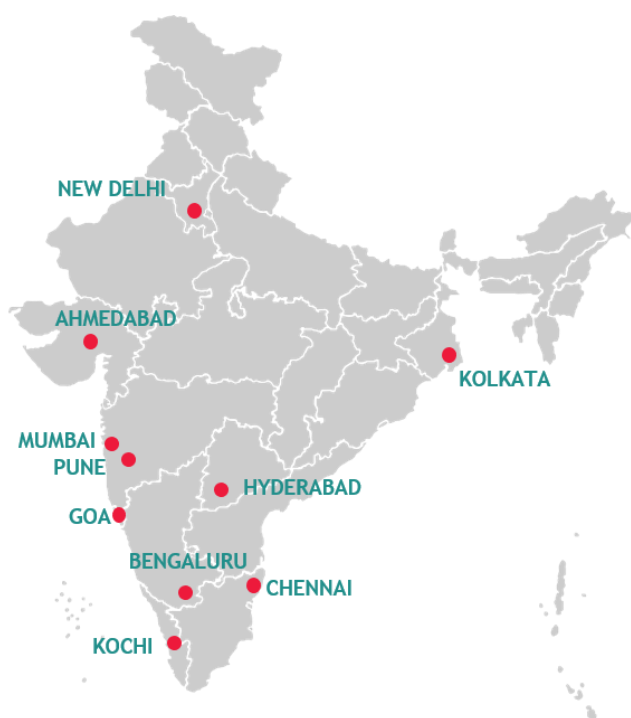 NEW DELHI
AHMEDABAD
KOLKATA
MUMBAI
PUNE
HYDERABAD
GOA
BENGALURU
CHENNAI
KOCHI